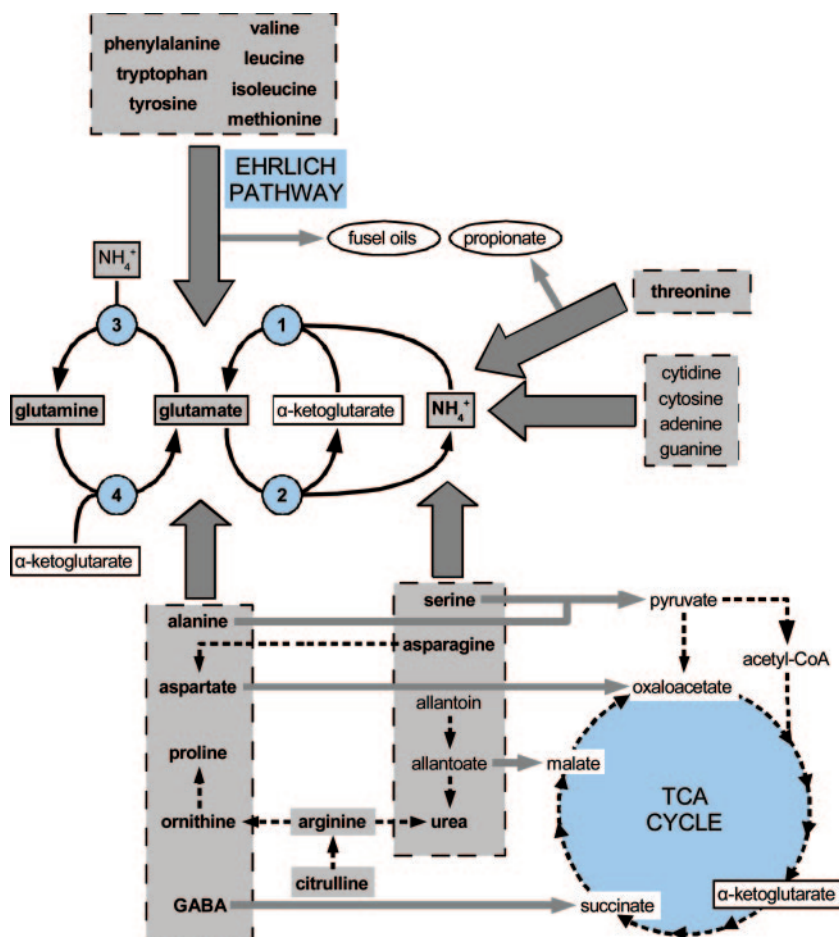 phenylalanine
tryptophan
tyrosine
valine
leucine
isoleucine
methionine
EHRLICH
PATHWAY
fusel oils
propionate
NH₄⁺
threonine
3
1
cytidine
cytosine
adenine
guanine
glutamine
glutamate
α-ketoglutarate
NH₄⁺
4
2
α-ketoglutarate
serine
pyruvate
alanine
asparagine
acetyl-CoA
aspartate
oxaloacetate
allantoin
proline
allantoate
malate
TCA
CYCLE
ornithine
arginine
urea
citrulline
α-ketoglutarate
GABA
succinate